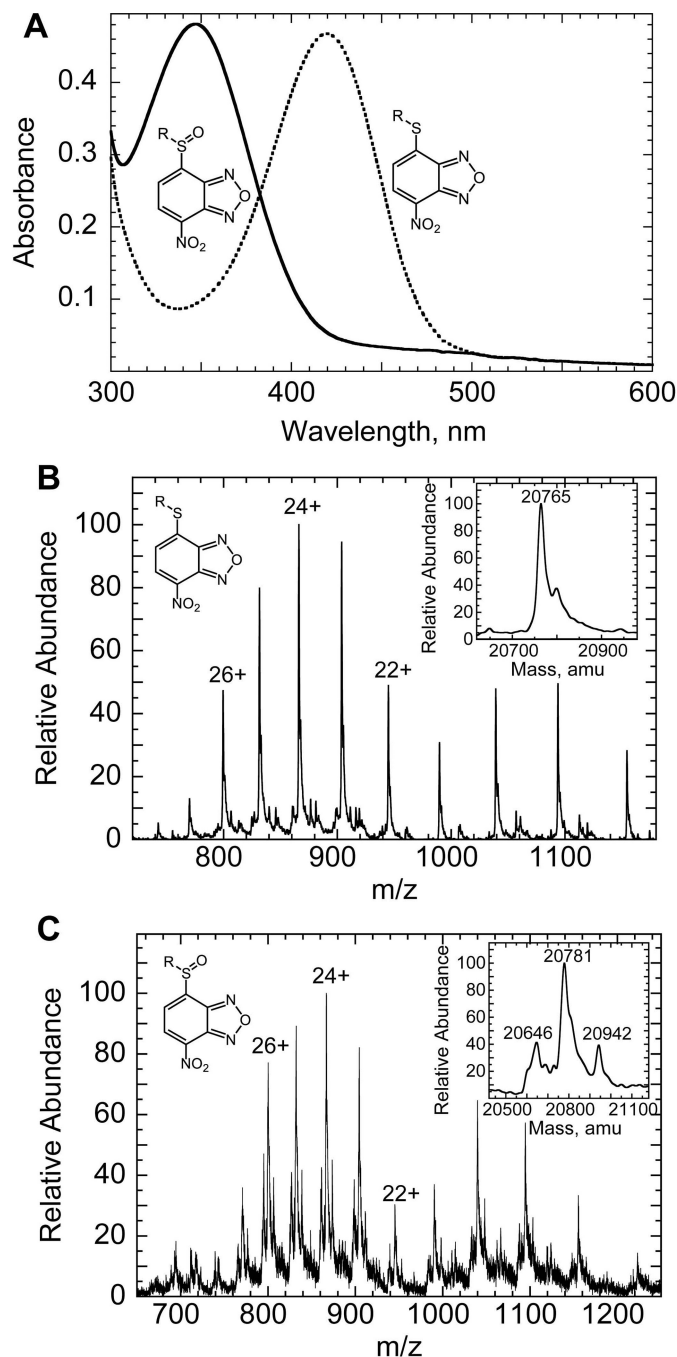 A
Absorbance
0.4
0.3
0.2
0.1
R
S
O
N
O
N
NO2
R
S
N
O
N
NO2
300
400
500
600
Wavelength, nm
B
Relative Abundance
100
80
60
40
20
0
R
S
N
O
N
NO2
26+
24+
22+
Relative Abundance
100
80
60
40
20
0
20765
20700 20900
Mass, amu
800 900 1000 1100
m/z
C
Relative Abundance
100
80
60
40
20
0
R
S
O
N
O
N
NO2
26+
24+
22+
Relative Abundance
100
80
60
40
20
20781
20646
20942
20500 20800 21100
Mass, amu
700 800 900 1000 1100 1200
m/z